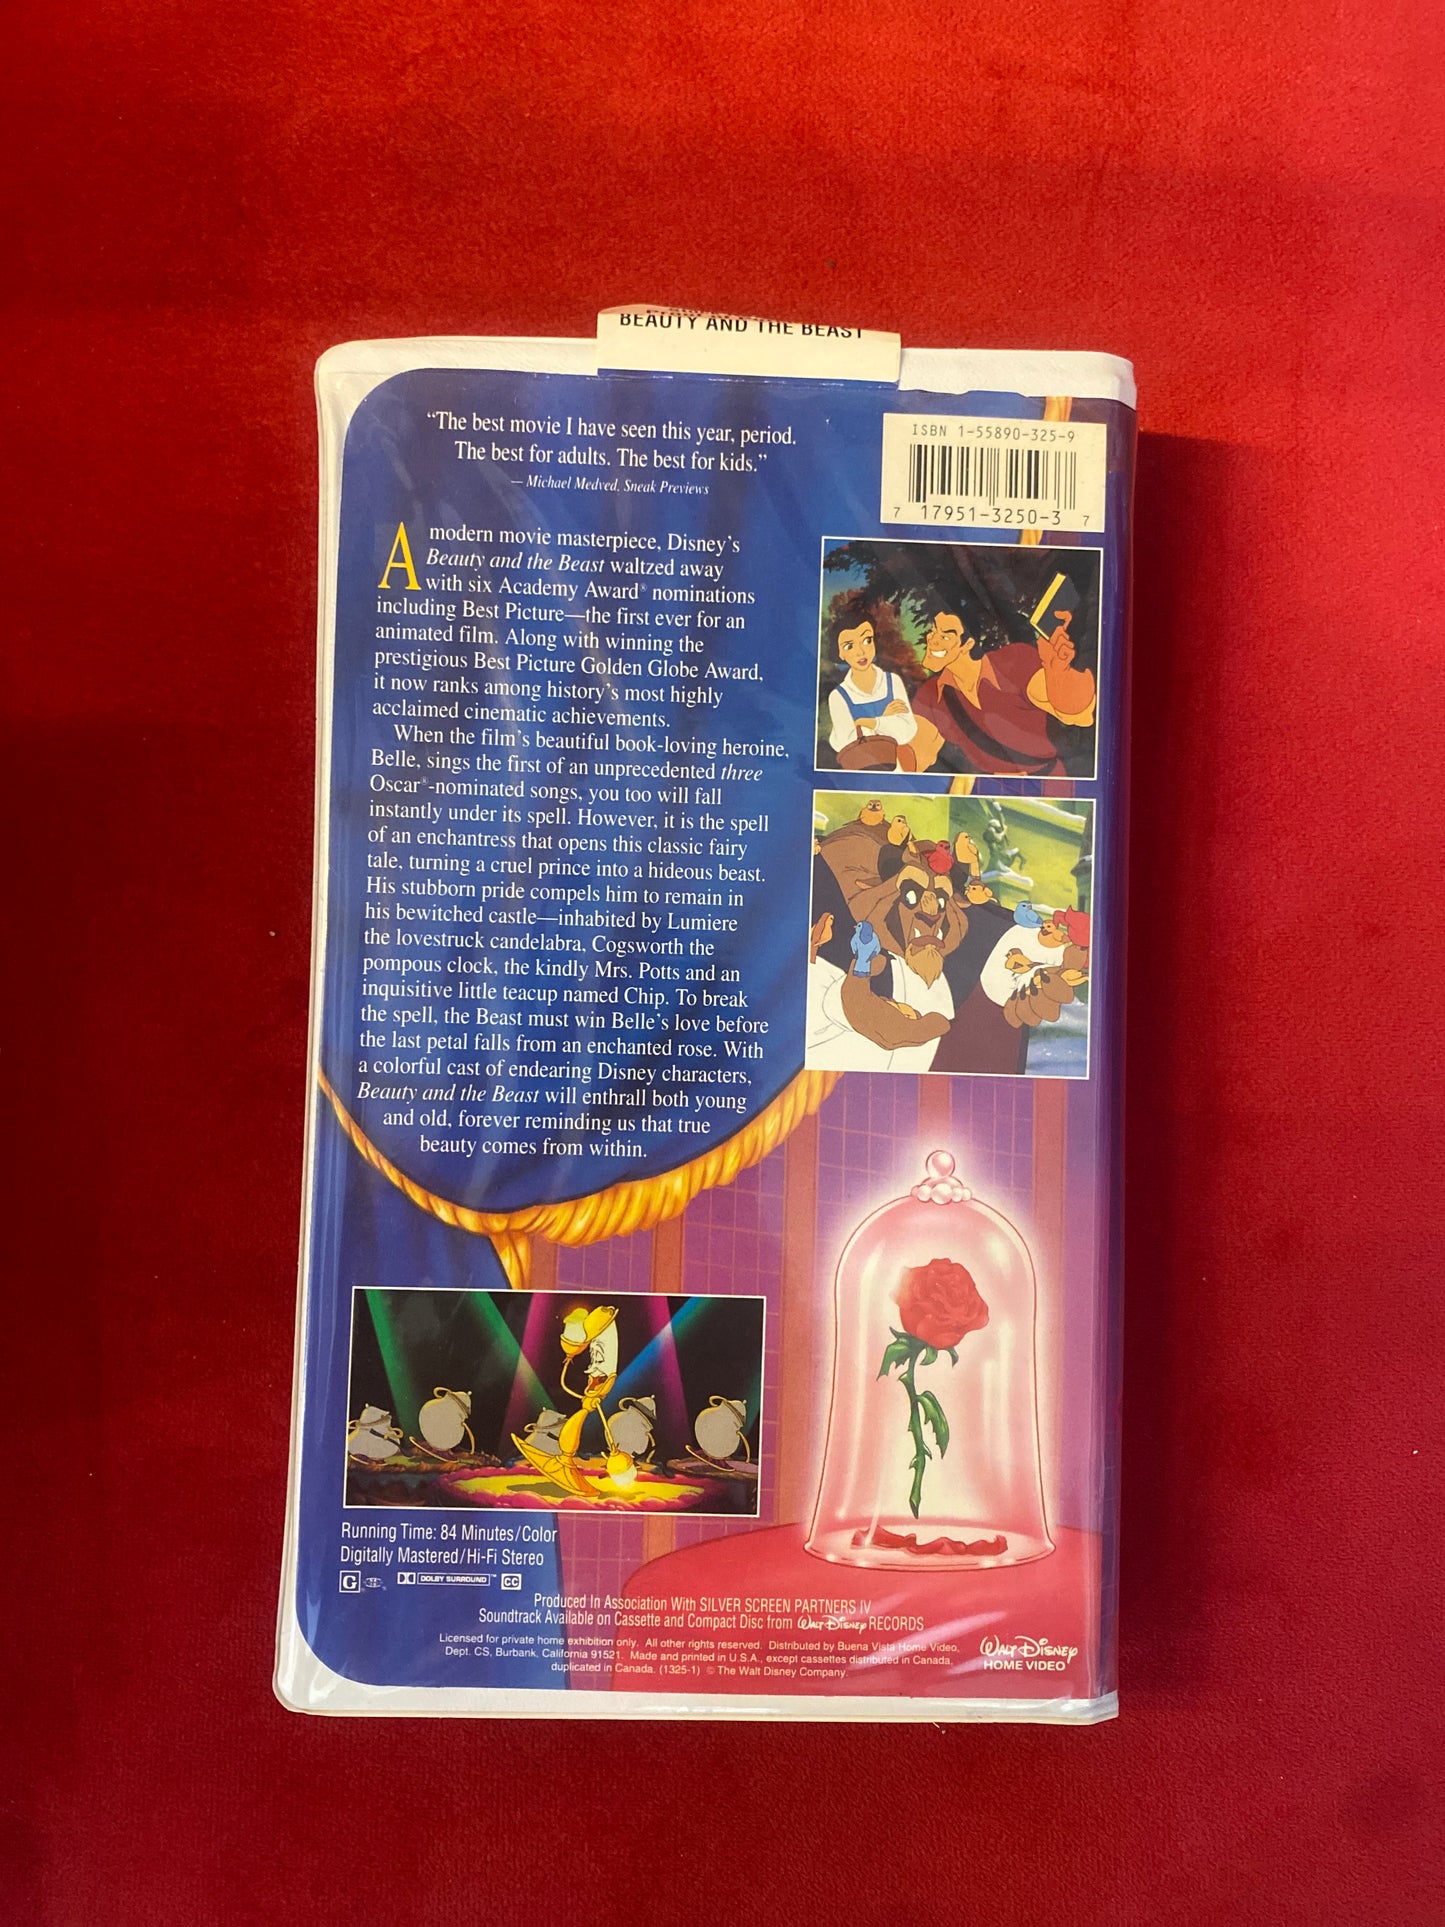 BEAUTY AND THE BEAST
“The best movie I have seen this year, period.
The best for adults. The best for kids.”
— Michael Medved, Sneak Previews
ISBN 1-55890-325-9
7 17951-3250-3 7
A modern movie masterpiece, Disney’s
Beauty and the Beast waltzed away
with six Academy Award® nominations
including Best Picture—the first ever for an
animated film. Along with winning the
prestigious Best Picture Golden Globe Award,
it now ranks among history’s most highly
acclaimed cinematic achievements.
When the film’s beautiful book-loving heroine,
Belle, sings the first of an unprecedented three
Oscar®-nominated songs, you too will fall
instantly under its spell. However, it is the spell
of an enchantress that opens this classic fairy
tale, turning a cruel prince into a hideous beast.
His stubborn pride compels him to remain in
his bewitched castle—inhabited by Lumiere
the lovestruck candelabra, Cogsworth the
pompous clock, the kindly Mrs. Potts and an
inquisitive little teacup named Chip. To break
the spell, the Beast must win Belle’s love before
the last petal falls from an enchanted rose. With
a colorful cast of endearing Disney characters,
Beauty and the Beast will enthrall both young
and old, forever reminding us that true
beauty comes from within.
Running Time: 84 Minutes/Color
Digitally Mastered/Hi-Fi Stereo
G DOLBY SURROUND™ CC
Produced In Association With SILVER SCREEN PARTNERS IV
Soundtrack Available on Cassette and Compact Disc from Walt Disney RECORDS
Licensed for private home exhibition only. All other rights reserved. Distributed by Buena Vista Home Video,
Dept. CS, Burbank, California 91521. Made and printed in U.S.A., except cassettes distributed in Canada,
duplicated in Canada. (1325-1) © The Walt Disney Company.
Walt Disney
HOME VIDEO